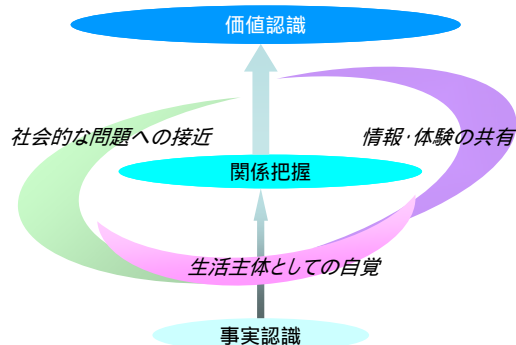 価値認識
社会的な問題への接近
情報・体験の共有
関係把握
生活主体としての自覚
事実認識